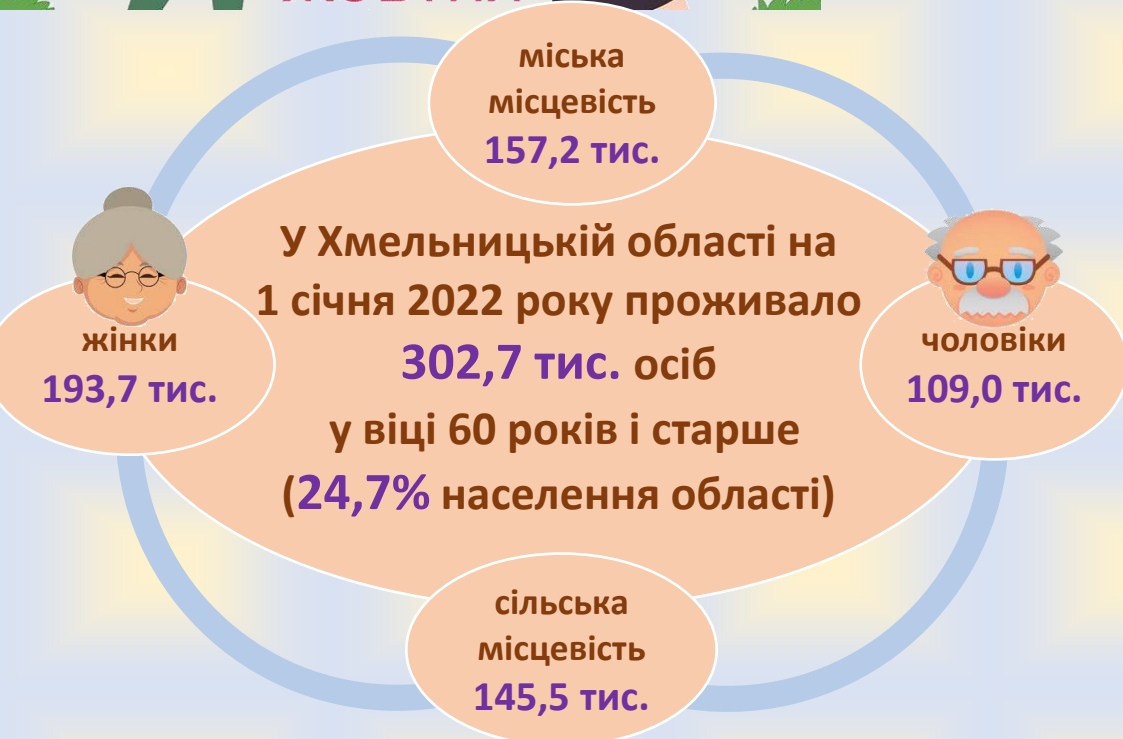 міська
місцевість
157,2 тис.
У Хмельницькій області на
1 січня 2022 року проживало
302,7 тис. осіб
у віці 60 років і старше
(24,7% населення області)
жінки
193,7 тис.
чоловіки
109,0 тис.
сільська
місцевість
145,5 тис.